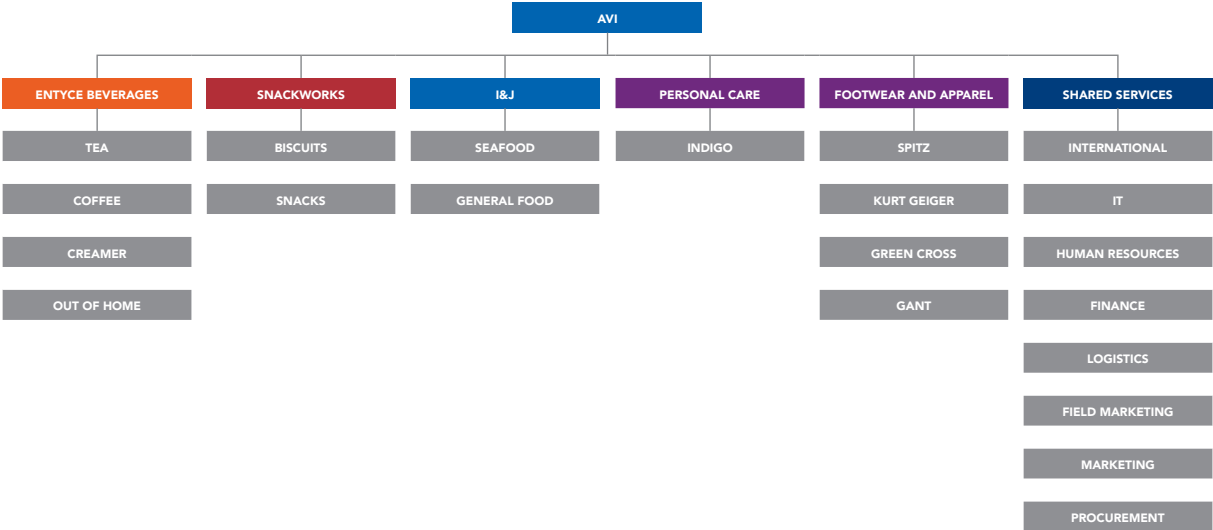 AVI
ENTYCE BEVERAGES
SNACKWORKS
I&J
PERSONAL CARE
FOOTWEAR AND APPAREL
SHARED SERVICES
TEA
BISCUITS
SEAFOOD
INDIGO
SPITZ
INTERNATIONAL
COFFEE
SNACKS
GENERAL FOOD
KURT GEIGER
IT
CREAMER
GREEN CROSS
HUMAN RESOURCES
OUT OF HOME
GANT
FINANCE
LOGISTICS
FIELD MARKETING
MARKETING
PROCUREMENT